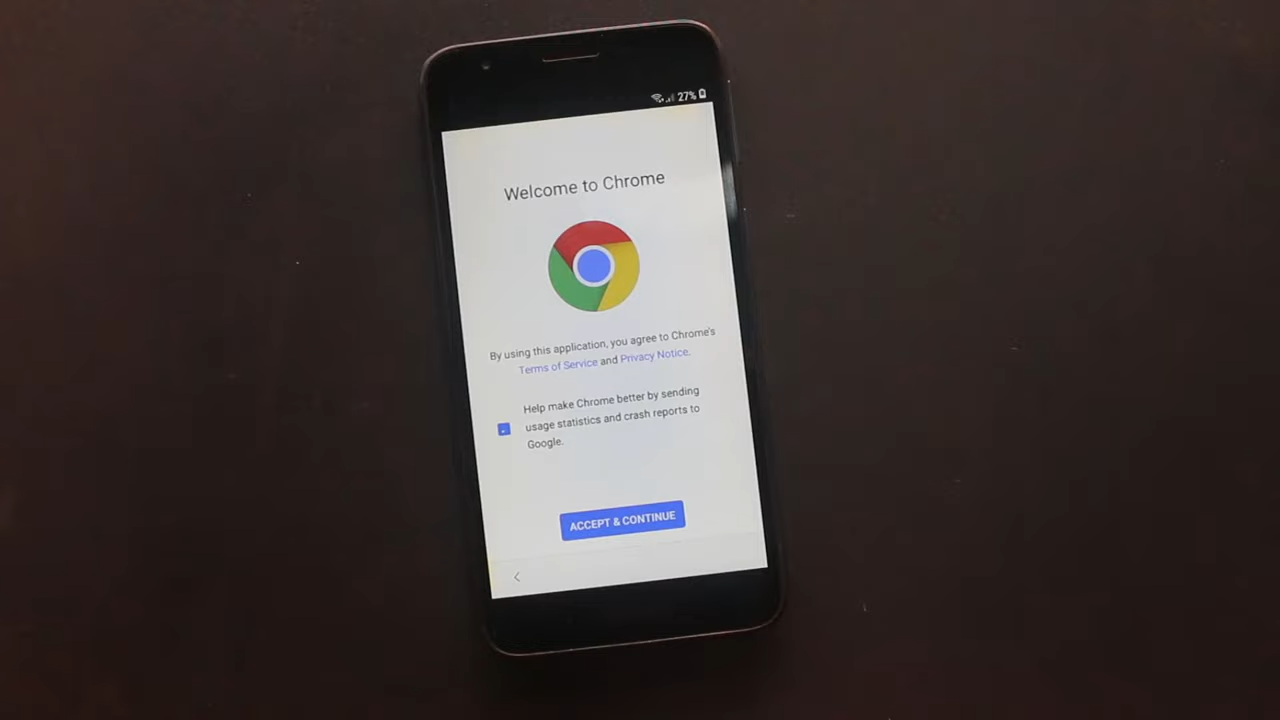 27%
Welcome to Chrome
By using this application, you agree to Chrome's
Terms of Service and Privacy Notice.
Help make Chrome better by sending
usage statistics and crash reports to
Google.
ACCEPT & CONTINUE